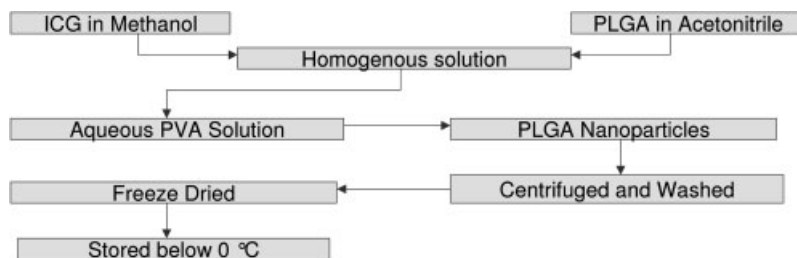 ICG in Methanol
PLGA in Acetonitrile
Homogenous solution
Aqueous PVA Solution
PLGA Nanoparticles
Centrifuged and Washed
Freeze Dried
Stored below 0 °C